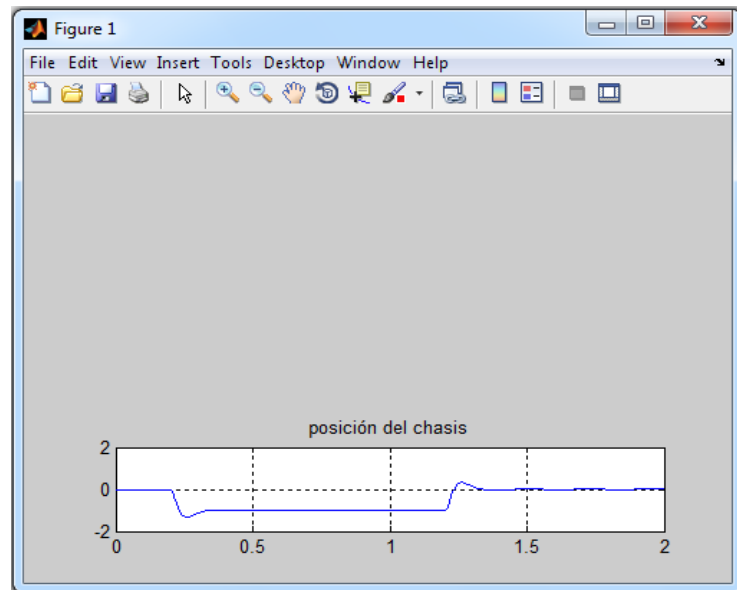 Figure 1
File Edit View Insert Tools Desktop Window Help
posición del chasis
2
0
-2
0 0.5 1 1.5 2